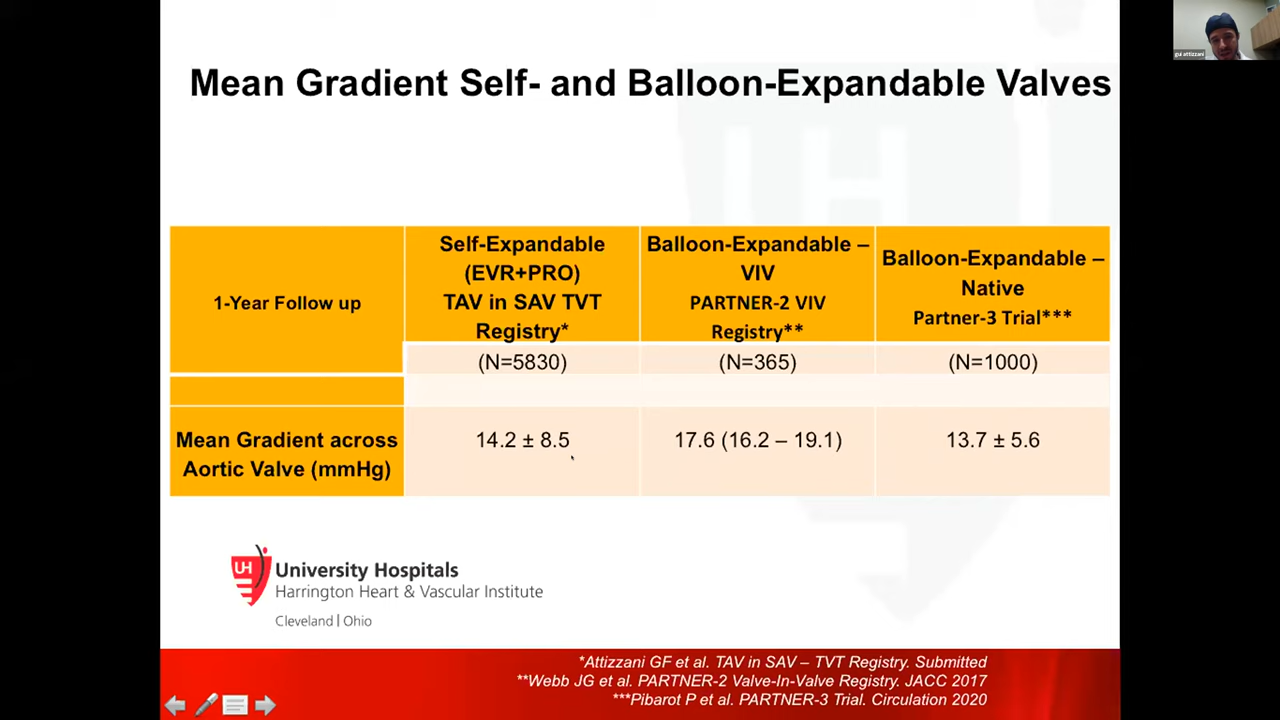 Mean Gradient Self- and Balloon-Expandable Valves
gui attizzani
1-Year Follow up
Self-Expandable
(EVR+PRO)
TAV in SAV TVT
Registry*
Balloon-Expandable –
VIV
PARTNER-2 VIV
Registry**
Balloon-Expandable –
Native
Partner-3 Trial***
(N=5830)
(N=365)
(N=1000)
Mean Gradient across
Aortic Valve (mmHg)
14.2 ± 8.5
17.6 (16.2 – 19.1)
13.7 ± 5.6
UH
University Hospitals
Harrington Heart & Vascular Institute
Cleveland | Ohio
*Attizzani GF et al. TAV in SAV – TVT Registry. Submitted
**Webb JG et al. PARTNER-2 Valve-In-Valve Registry. JACC 2017
***Pibarot P et al. PARTNER-3 Trial. Circulation 2020